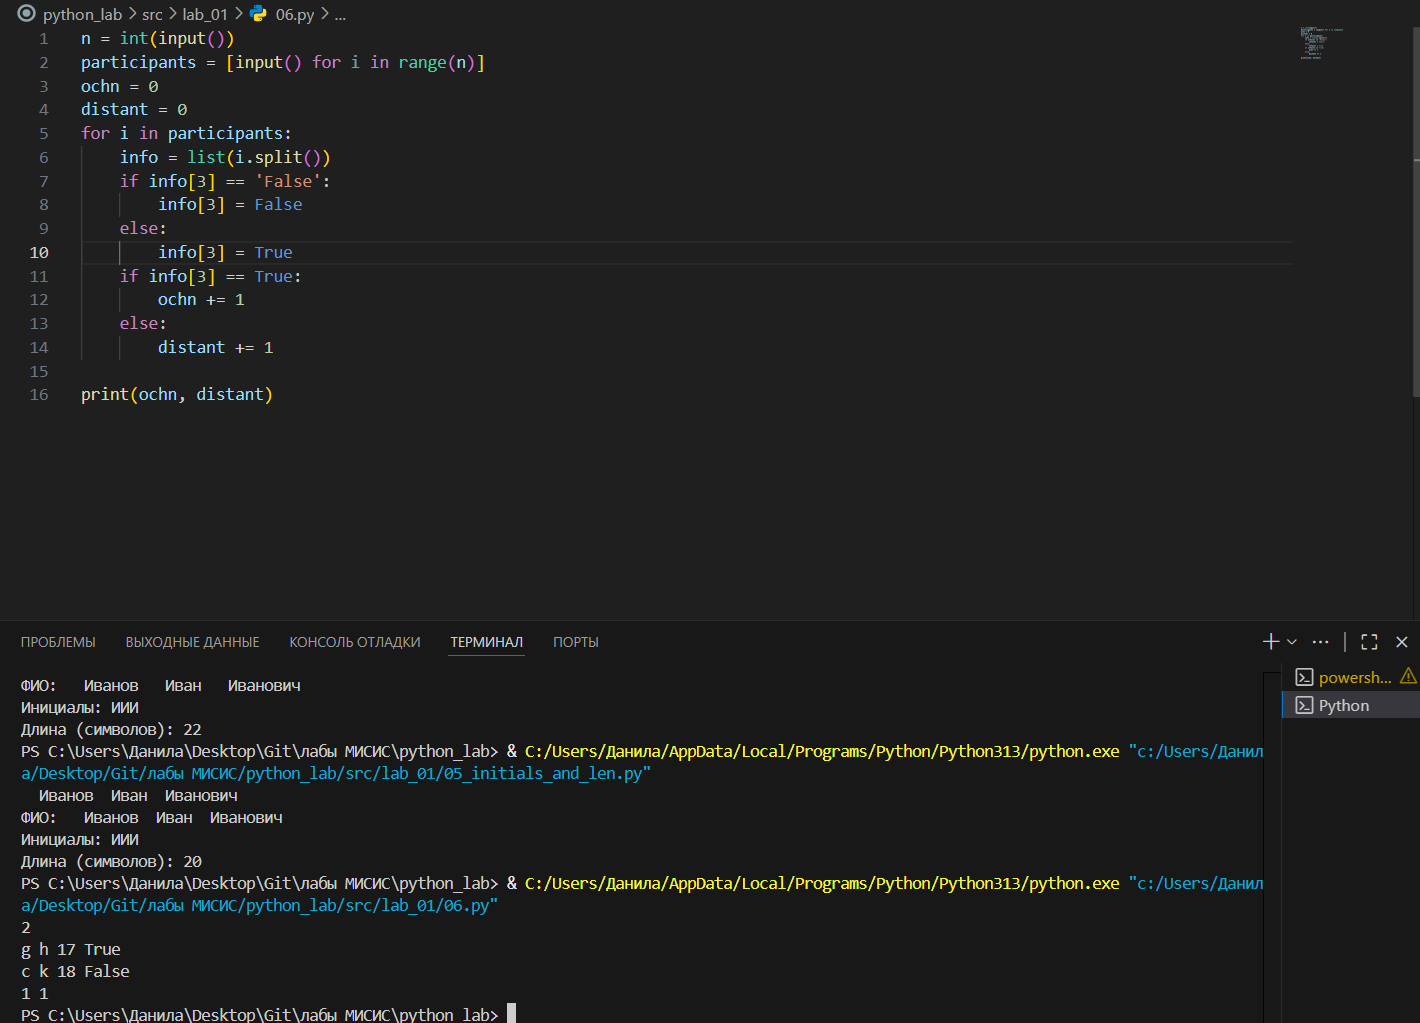 python_lab > src > lab_01 > 06.py > ...
1 n = int(input())
2 participants = [input() for i in range(n)]
3 ochn = 0
4 distant = 0
5 for i in participants:
6     info = list(i.split())
7     if info[3] == 'False':
8         info[3] = False
9     else:
10         info[3] = True
11     if info[3] == True:
12         ochn += 1
13     else:
14         distant += 1
15
16 print(ochn, distant)
ПРОБЛЕМЫ ВЫХОДНЫЕ ДАННЫЕ КОНСОЛЬ ОТЛАДКИ ТЕРМИНАЛ ПОРТЫ
powersh...
Python
ФИО:   Иванов   Иван   Иванович
Инициалы: ИИИ
Длина (символов): 22
PS C:\Users\Данила\Desktop\Git\лабы МИСИС\python_lab> & C:/Users/Данила/AppData/Local/Programs/Python/Python313/python.exe "c:/Users/Данил
а/Desktop/Git/лабы МИСИС/python_lab/src/lab_01/05_initials_and_len.py"
  Иванов  Иван  Иванович
ФИО:   Иванов  Иван  Иванович
Инициалы: ИИИ
Длина (символов): 20
PS C:\Users\Данила\Desktop\Git\лабы МИСИС\python_lab> & C:/Users/Данила/AppData/Local/Programs/Python/Python313/python.exe "c:/Users/Данил
а/Desktop/Git/лабы МИСИС/python_lab/src/lab_01/06.py"
2
g h 17 True
c k 18 False
1 1
PS C:\Users\Данила\Desktop\Git\лабы МИСИС\python_lab>